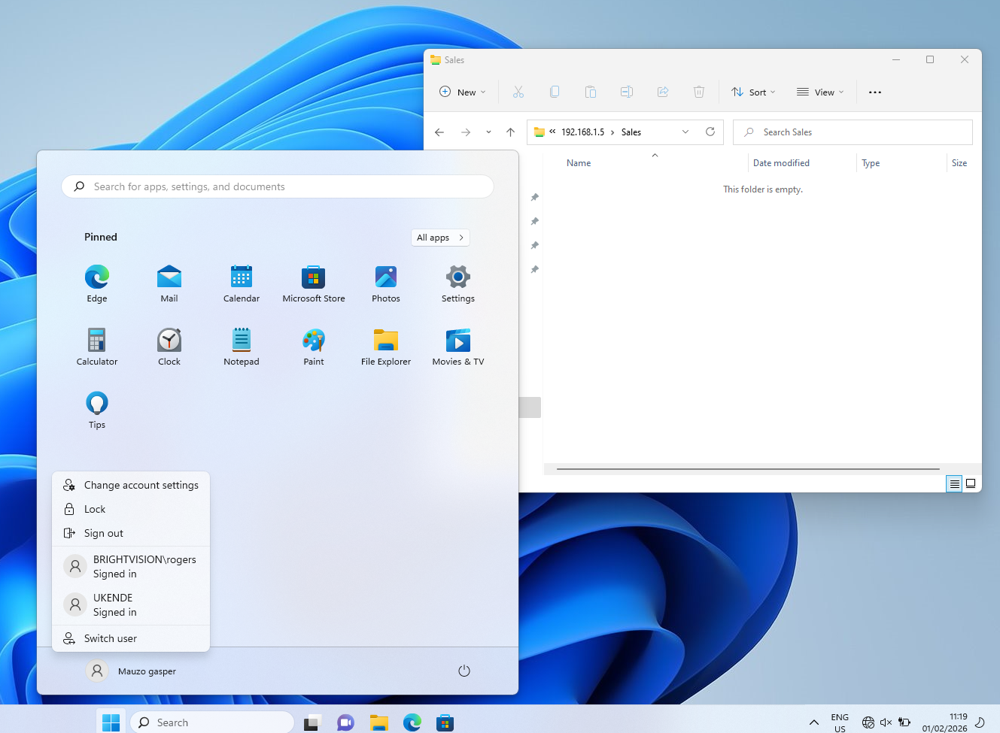 Sales
New
Sort
View
192.168.1.5 Sales
Search Sales
Name
Date modified
Type
Size
This folder is empty.
Search for apps, settings, and documents
Pinned
All apps
Edge
Mail
Calendar
Microsoft Store
Photos
Settings
Calculator
Clock
Notepad
Paint
File Explorer
Movies & TV
Tips
Change account settings
Lock
Sign out
BRIGHTVISION\rogers
Signed in
UKENDE
Signed in
Switch user
Mauzo gasper
Search
ENG
US
11:19
01/02/2026